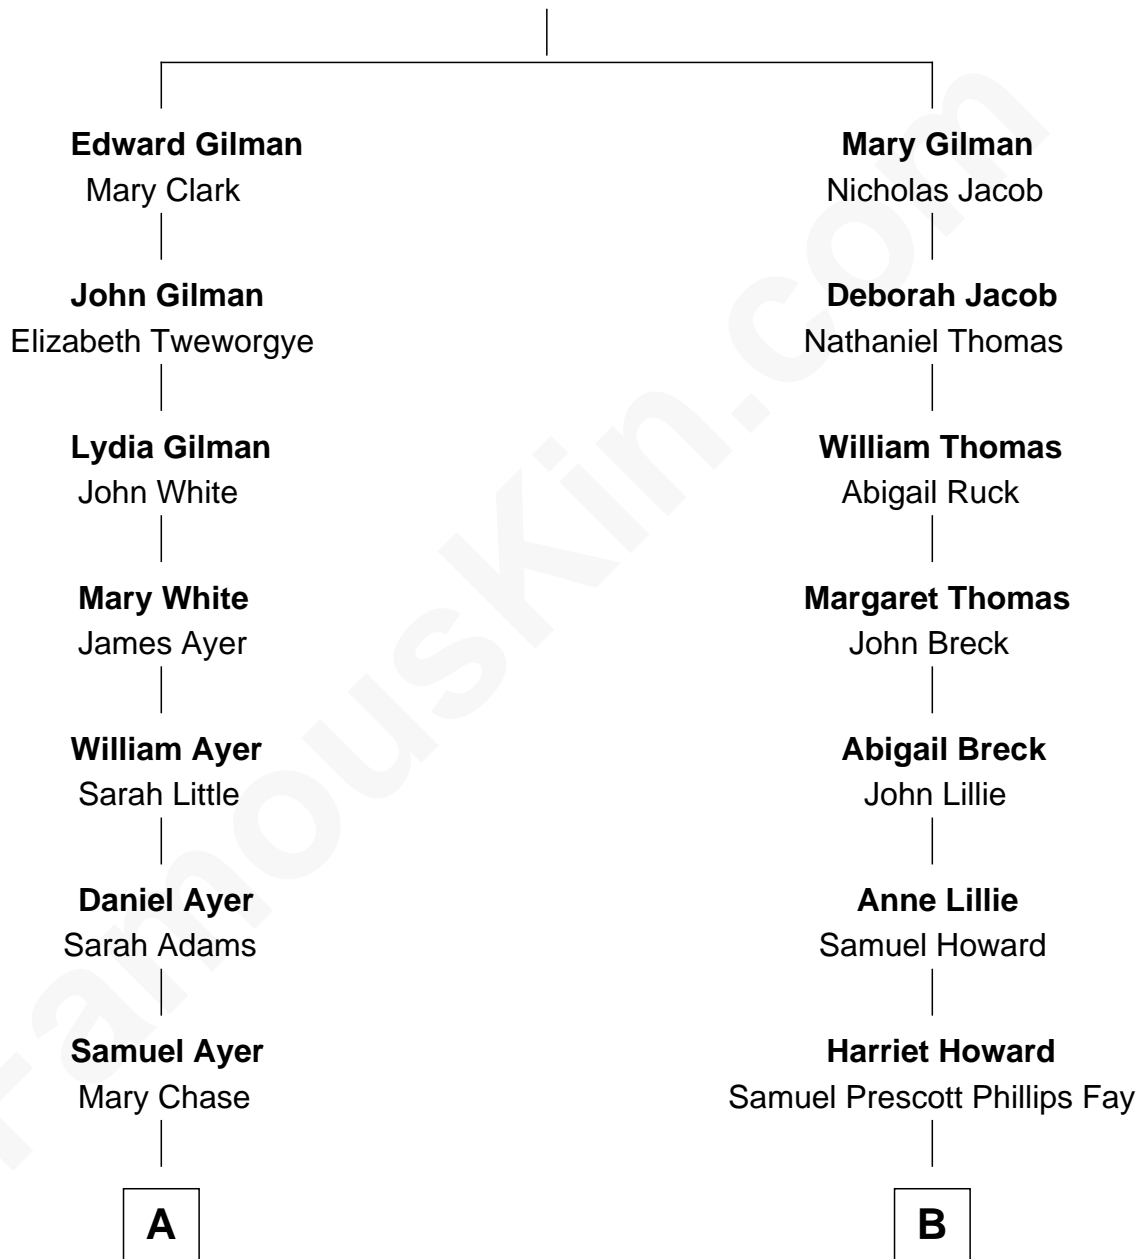 Edward Gilman
Mary Clark
John Gilman
Elizabeth Tweworgye
Lydia Gilman
John White
Mary White
James Ayer
William Ayer
Sarah Little
Daniel Ayer
Sarah Adams
Samuel Ayer
Mary Chase
A
Mary Gilman
Nicholas Jacob
Deborah Jacob
Nathaniel Thomas
William Thomas
Abigail Ruck
Margaret Thomas
John Breck
Abigail Breck
John Lillie
Anne Lillie
Samuel Howard
Harriet Howard
Samuel Prescott Phillips Fay
B
FamousKin.com